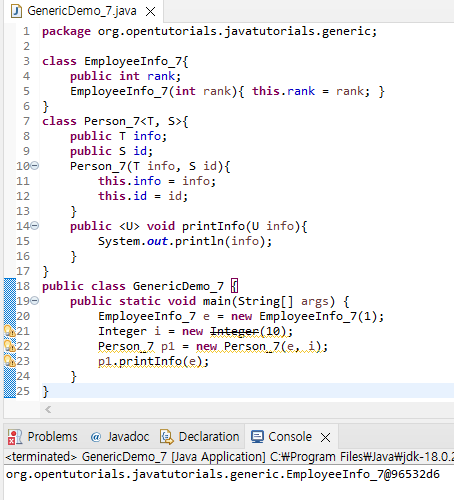 GenericDemo_7.java
1 package org.opentutorials.javatutorials.generic;
2
3 class EmployeeInfo_7{
4     public int rank;
5     EmployeeInfo_7(int rank){ this.rank = rank; }
6 }
7 class Person_7<T, S>{
8     public T info;
9     public S id;
10     Person_7(T info, S id){
11         this.info = info;
12         this.id = id;
13     }
14     public <U> void printInfo(U info){
15         System.out.println(info);
16     }
17 }
18 public class GenericDemo_7 {
19     public static void main(String[] args) {
20         EmployeeInfo_7 e = new EmployeeInfo_7(1);
21         Integer i = new Integer(10);
22         Person_7 p1 = new Person_7(e, i);
23         p1.printInfo(e);
24     }
25 }
Problems @ Javadoc Declaration Console
<terminated> GenericDemo_7 [Java Application] C:₩Program Files₩Java₩jdk-18.0.2
org.opentutorials.javatutorials.generic.EmployeeInfo_7@96532d6